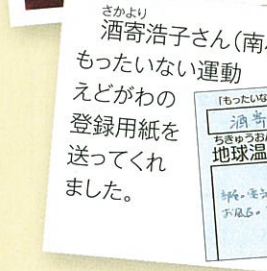 さかより
酒寄浩子さん(南
もったいない運動
えどがわの
登録用紙を
送ってくれ
ました。
「もったいな
酒寄
ちきゅうお
地球温